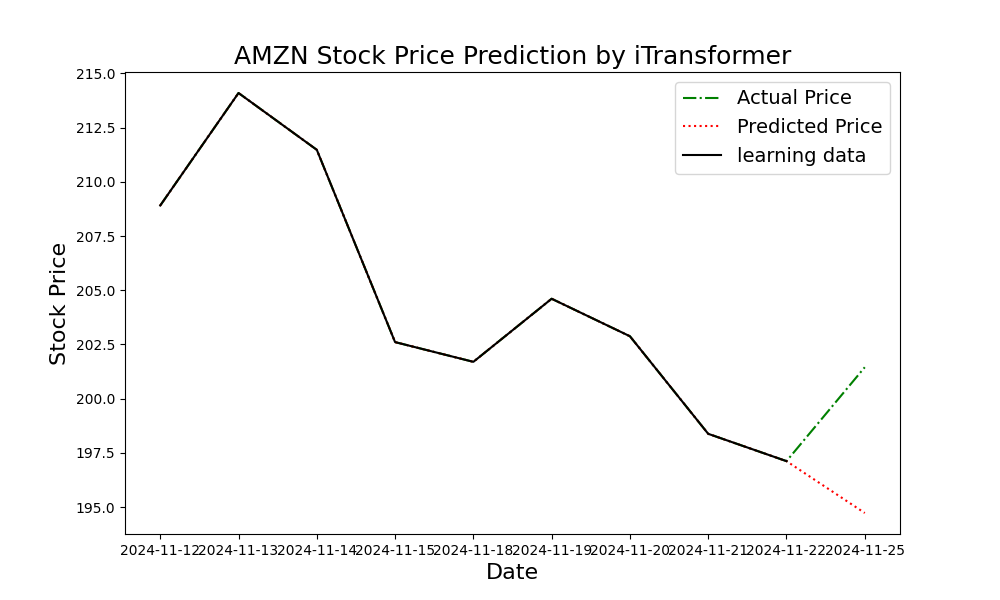 AMZN Stock Price Prediction by iTransformer
215.0
212.5
210.0
207.5
205.0
202.5
200.0
197.5
195.0
Stock Price
Actual Price
Predicted Price
learning data
2024-11-12 2024-11-13 2024-11-14 2024-11-15 2024-11-18 2024-11-19 2024-11-20 2024-11-21 2024-11-22 2024-11-25
Date